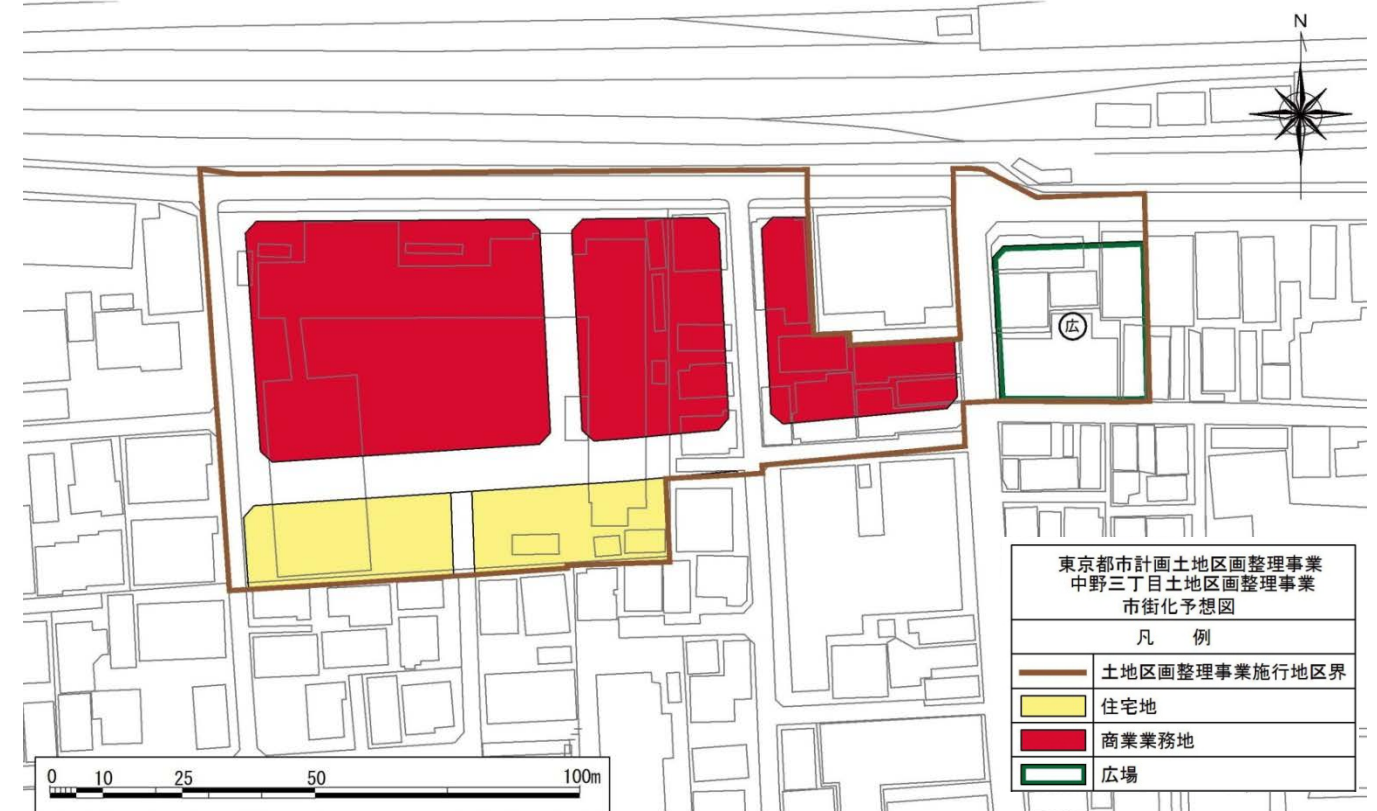 N
広
東京都市計画土地区画整理事業
中野三丁目土地区画整理事業
市街化予想図
凡 例
土地区画整理事業施行地区界
住宅地
商業業務地
広場
0 10 25 50 100m